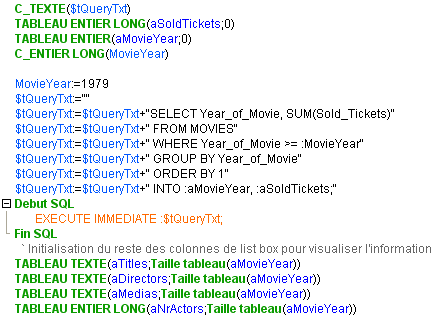 C_TEXTE($tQueryTxt)
TABLEAU ENTIER LONG(aSoldTickets;0)
TABLEAU ENTIER(aMovieYear;0)
C_ENTIER LONG(MovieYear)
MovieYear:=1979
$tQueryTxt:=""
$tQueryTxt:=$tQueryTxt+"SELECT Year_of_Movie, SUM(Sold_Tickets)"
$tQueryTxt:=$tQueryTxt+" FROM MOVIES"
$tQueryTxt:=$tQueryTxt+" WHERE Year_of_Movie >= :MovieYear"
$tQueryTxt:=$tQueryTxt+" GROUP BY Year_of_Movie"
$tQueryTxt:=$tQueryTxt+" ORDER BY 1"
$tQueryTxt:=$tQueryTxt+" INTO :aMovieYear, :aSoldTickets;"
Debut SQL
EXECUTE IMMEDIATE :$tQueryTxt;
Fin SQL
` Initialisation du reste des colonnes de list box pour visualiser l'information
TABLEAU TEXTE(aTitles;Taille tableau(aMovieYear))
TABLEAU TEXTE(aDirectors;Taille tableau(aMovieYear))
TABLEAU TEXTE(aMedias;Taille tableau(aMovieYear))
TABLEAU ENTIER LONG(aNrActors;Taille tableau(aMovieYear))